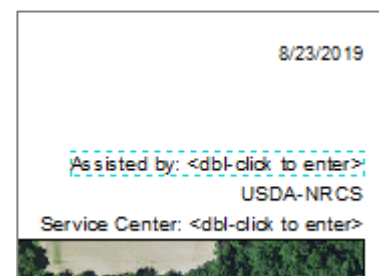 8/23/2019
Assisted by: <dbl-click to enter>
USDA-NRCS
Service Center: <dbl-click to enter>